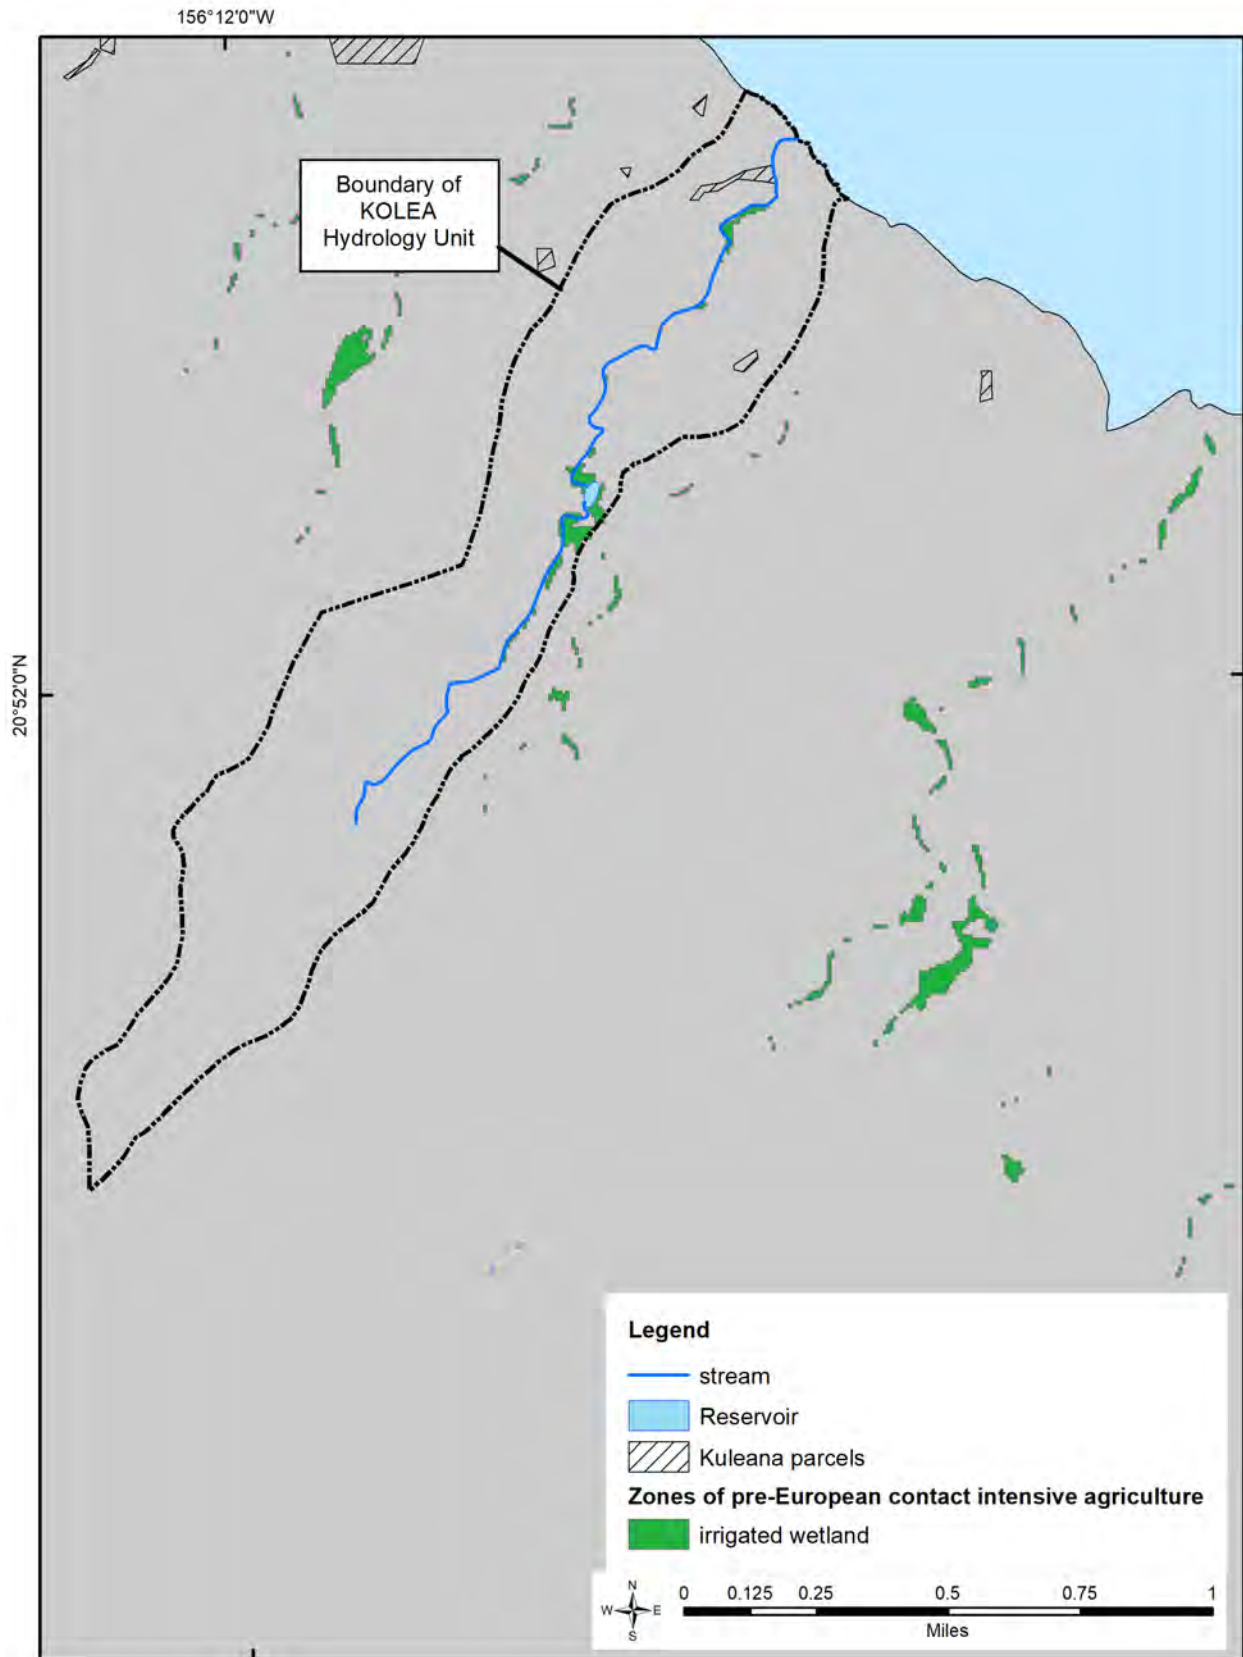 156°12'0"W
Boundary of
KOLEA
Hydrology Unit
20°52'0"N
Legend
stream
Reservoir
Kuleana parcels
Zones of pre-European contact intensive agriculture
irrigated wetland
N
W E
S
0 0.125 0.25 0.5 0.75 1
Miles